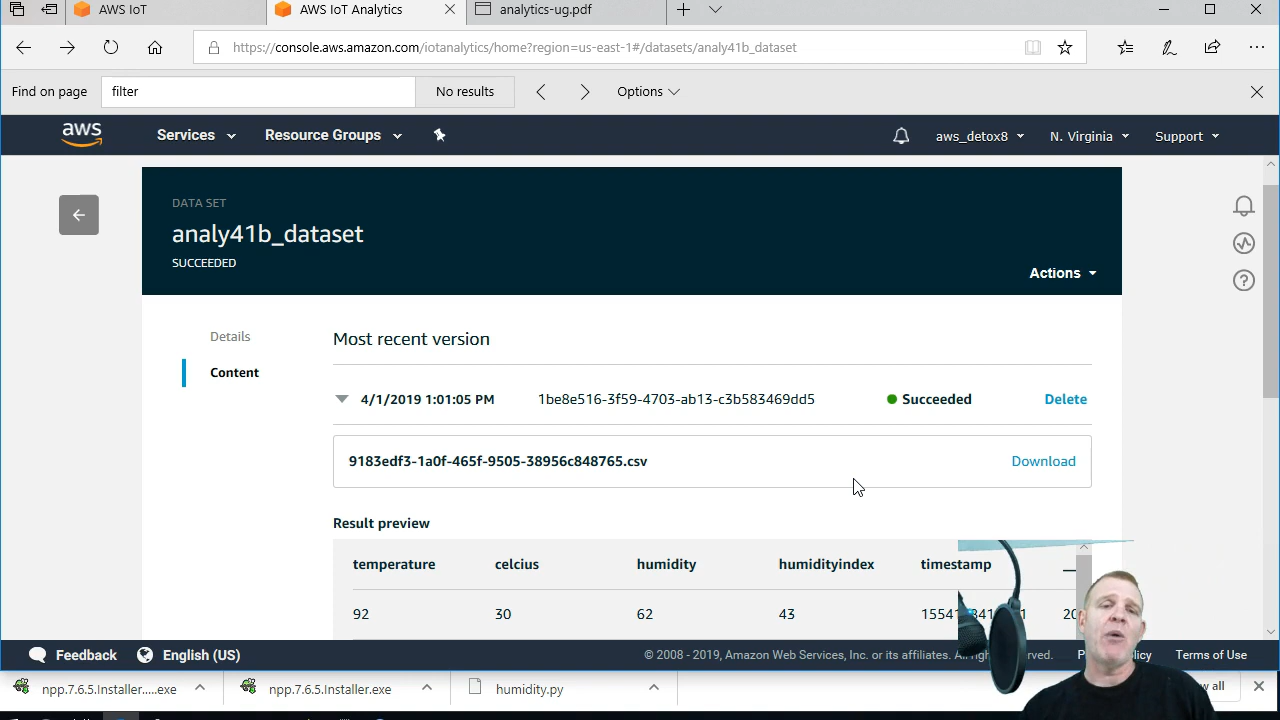 AWS IoT
AWS IoT Analytics
analytics-ug.pdf
https://console.aws.amazon.com/iotanalytics/home?region=us-east-1#/datasets/analy41b_dataset
Find on page
filter
No results
Options
aws
Services
Resource Groups
aws_detox8
N. Virginia
Support
DATA SET
analy41b_dataset
SUCCEEDED
Actions
Details
Content
Most recent version
4/1/2019 1:01:05 PM 1be8e516-3f59-4703-ab13-c3b583469dd5 Succeeded Delete
9183edf3-1a0f-465f-9505-38956c848765.csv Download
Result preview
temperature celcius humidity humidityindex timestamp
92 30 62 43
Feedback English (US) © 2008 - 2019, Amazon Web Services, Inc. or its affiliates. Terms of Use
npp.7.6.5.Installer.....exe
npp.7.6.5.Installer.exe
humidity.py